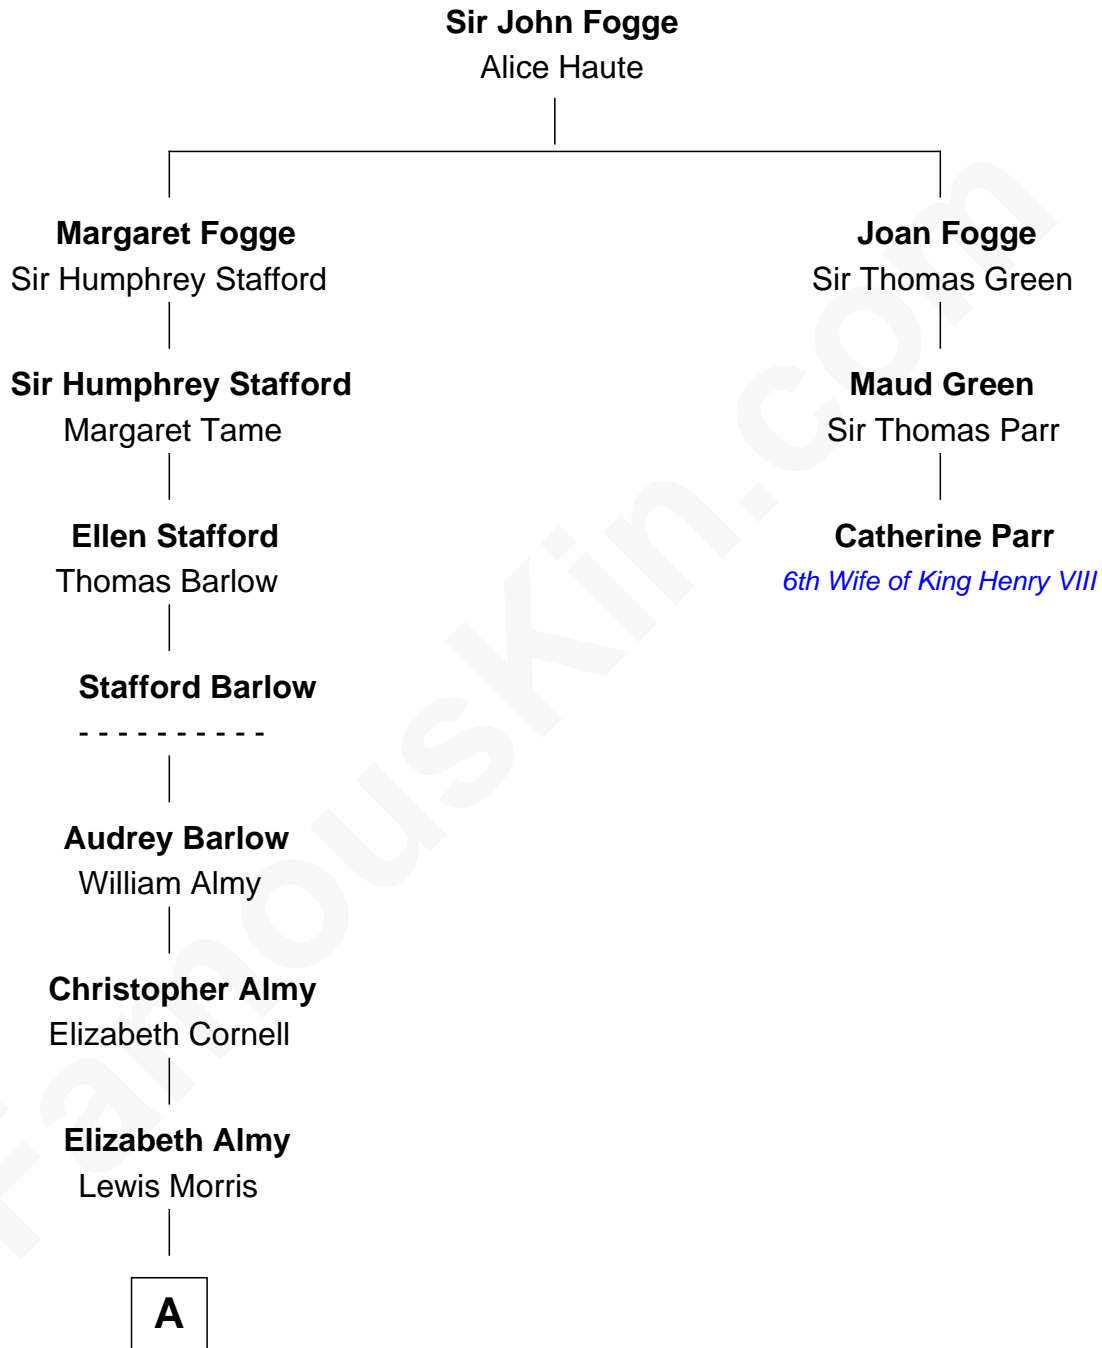 Sir John Fogge
Alice Haute
Margaret Fogge
Sir Humphrey Stafford
Joan Fogge
Sir Thomas Green
Sir Humphrey Stafford
Margaret Tame
Maud Green
Sir Thomas Parr
Ellen Stafford
Thomas Barlow
Catherine Parr
6th Wife of King Henry VIII
Stafford Barlow
- - - - - - - - - -
Audrey Barlow
William Almy
Christopher Almy
Elizabeth Cornell
Elizabeth Almy
Lewis Morris
A
FamousKin.com